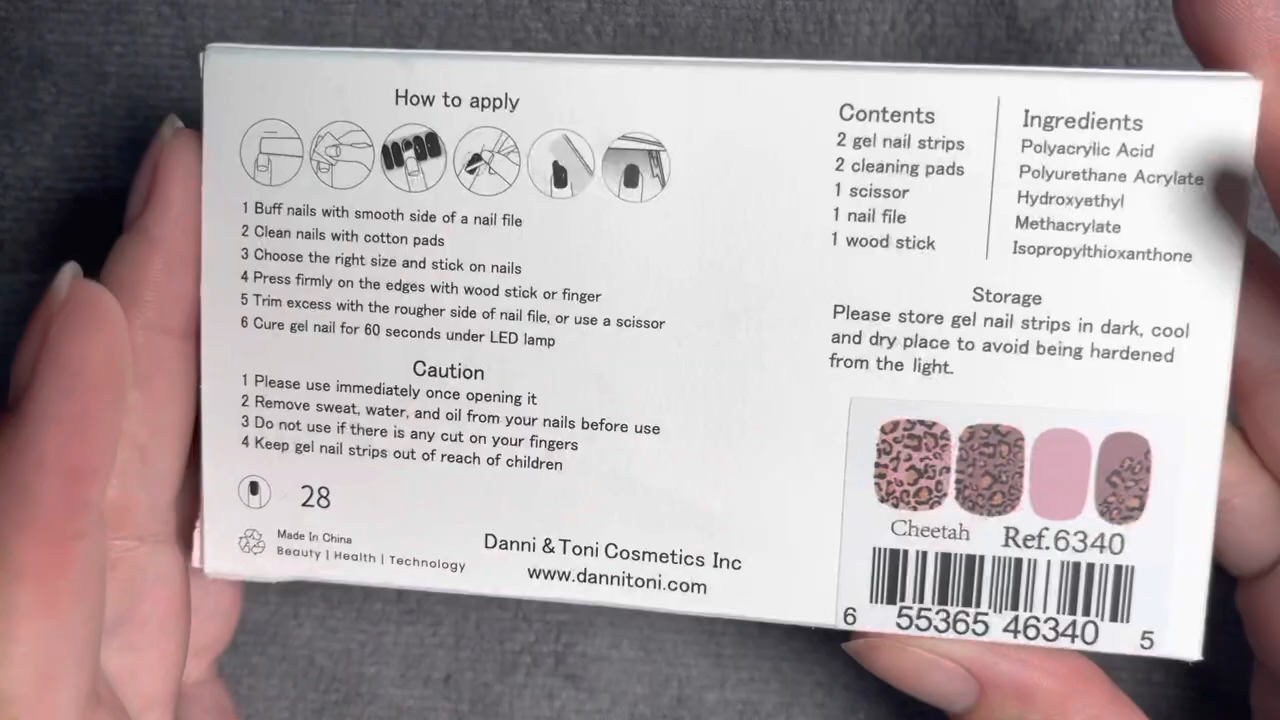 How to apply
1 Buff nails with smooth side of a nail file
2 Clean nails with cotton pads
3 Choose the right size and stick on nails
4 Press firmly on the edges with wood stick or finger
5 Trim excess with the rougher side of nail file, or use a scissor
6 Cure gel nail for 60 seconds under LED lamp
Caution
1 Please use immediately once opening it
2 Remove sweat, water, and oil from your nails before use
3 Do not use if there is any cut on your fingers
4 Keep gel nail strips out of reach of children
28
Made In China
Beauty | Health | Technology
Danni & Toni Cosmetics Inc
www.dannitoni.com
Contents
2 gel nail strips
2 cleaning pads
1 scissor
1 nail file
1 wood stick
Ingredients
Polyacrylic Acid
Polyurethane Acrylate
Hydroxyethyl
Methacrylate
Isopropylthioxanthone
Storage
Please store gel nail strips in dark, cool
and dry place to avoid being hardened
from the light.
Cheetah Ref.6340
6 55365 46340 5